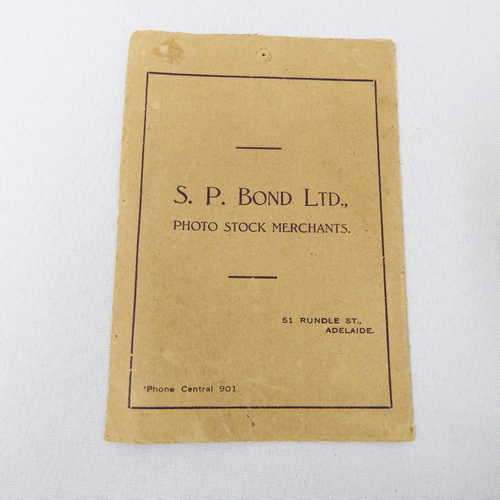 S. P. BOND LTD.,
PHOTO STOCK MERCHANTS.
51 RUNDLE ST.,
ADELAIDE.
'Phone Central 901